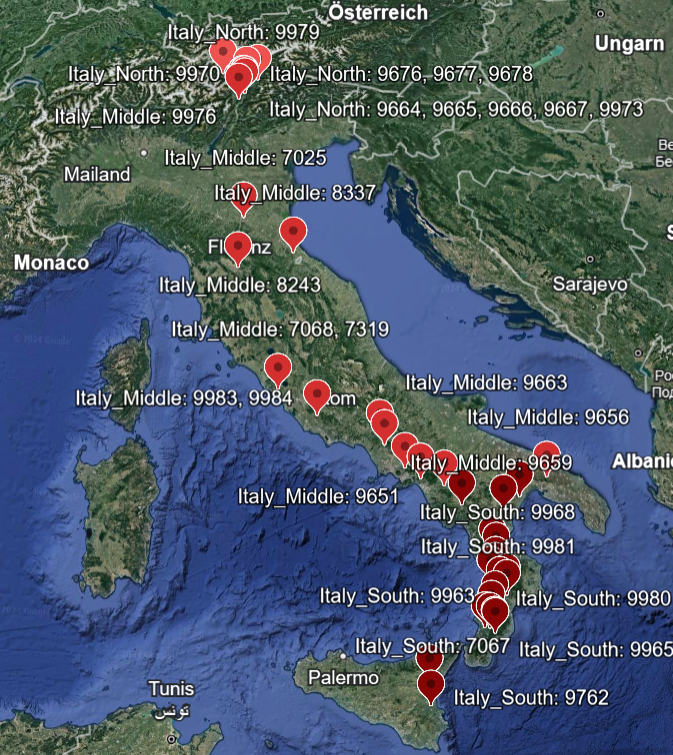 Österreich
Italy_North: 9979
Ungarn
Italy_North: 9970
Italy_North: 9676, 9677, 9678
Italy_North: 9664, 9665, 9666, 9667, 9973
Italy_Middle: 9976
Italy_Middle: 7025
Mailand
Italy_Middle: 8337
Monaco
Sarajevo
Italy_Middle: 8243
Italy_Middle: 7068, 7319
Italy_Middle: 9663
Italy_Middle: 9983, 9984
Italy_Middle: 9656
Italy_Middle: 9659
Italy_Middle: 9651
Italy_South: 9968
Italy_South: 9981
Italy_South: 9963
Italy_South: 9980
Italy_South: 7067
Italy_South: 9965
Palermo
Tunis
تونس
Italy_South: 9762